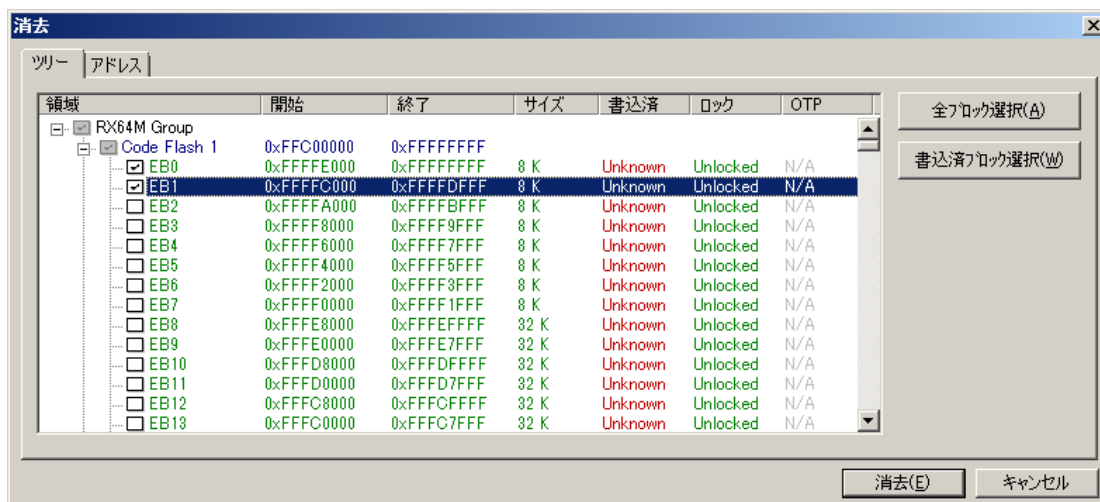 消去
ツリー アドレス
領域 開始 終了 サイズ 書込済 ロック OTP
全ブロック選択(A)
書込済ブロック選択(W)
RX64M Group
Code Flash 1 0xFFC00000 0xFFFFFFFF
EB0 0xFFFFE000 0xFFFFFFFF 8 K Unknown Unlocked N/A
EB1 0xFFFFC000 0xFFFFDFFF 8 K Unknown Unlocked N/A
EB2 0xFFFFA000 0xFFFFBFFF 8 K Unknown Unlocked N/A
EB3 0xFFFF8000 0xFFFF9FFF 8 K Unknown Unlocked N/A
EB4 0xFFFF6000 0xFFFF7FFF 8 K Unknown Unlocked N/A
EB5 0xFFFF4000 0xFFFF5FFF 8 K Unknown Unlocked N/A
EB6 0xFFFF2000 0xFFFF3FFF 8 K Unknown Unlocked N/A
EB7 0xFFFF0000 0xFFFF1FFF 8 K Unknown Unlocked N/A
EB8 0xFFFE8000 0xFFFEFFFF 32 K Unknown Unlocked N/A
EB9 0xFFFE0000 0xFFFE7FFF 32 K Unknown Unlocked N/A
EB10 0xFFFD8000 0xFFFDFFFF 32 K Unknown Unlocked N/A
EB11 0xFFFD0000 0xFFFD7FFF 32 K Unknown Unlocked N/A
EB12 0xFFFC8000 0xFFFCFFFF 32 K Unknown Unlocked N/A
EB13 0xFFFC0000 0xFFFC7FFF 32 K Unknown Unlocked N/A
消去(E) キャンセル